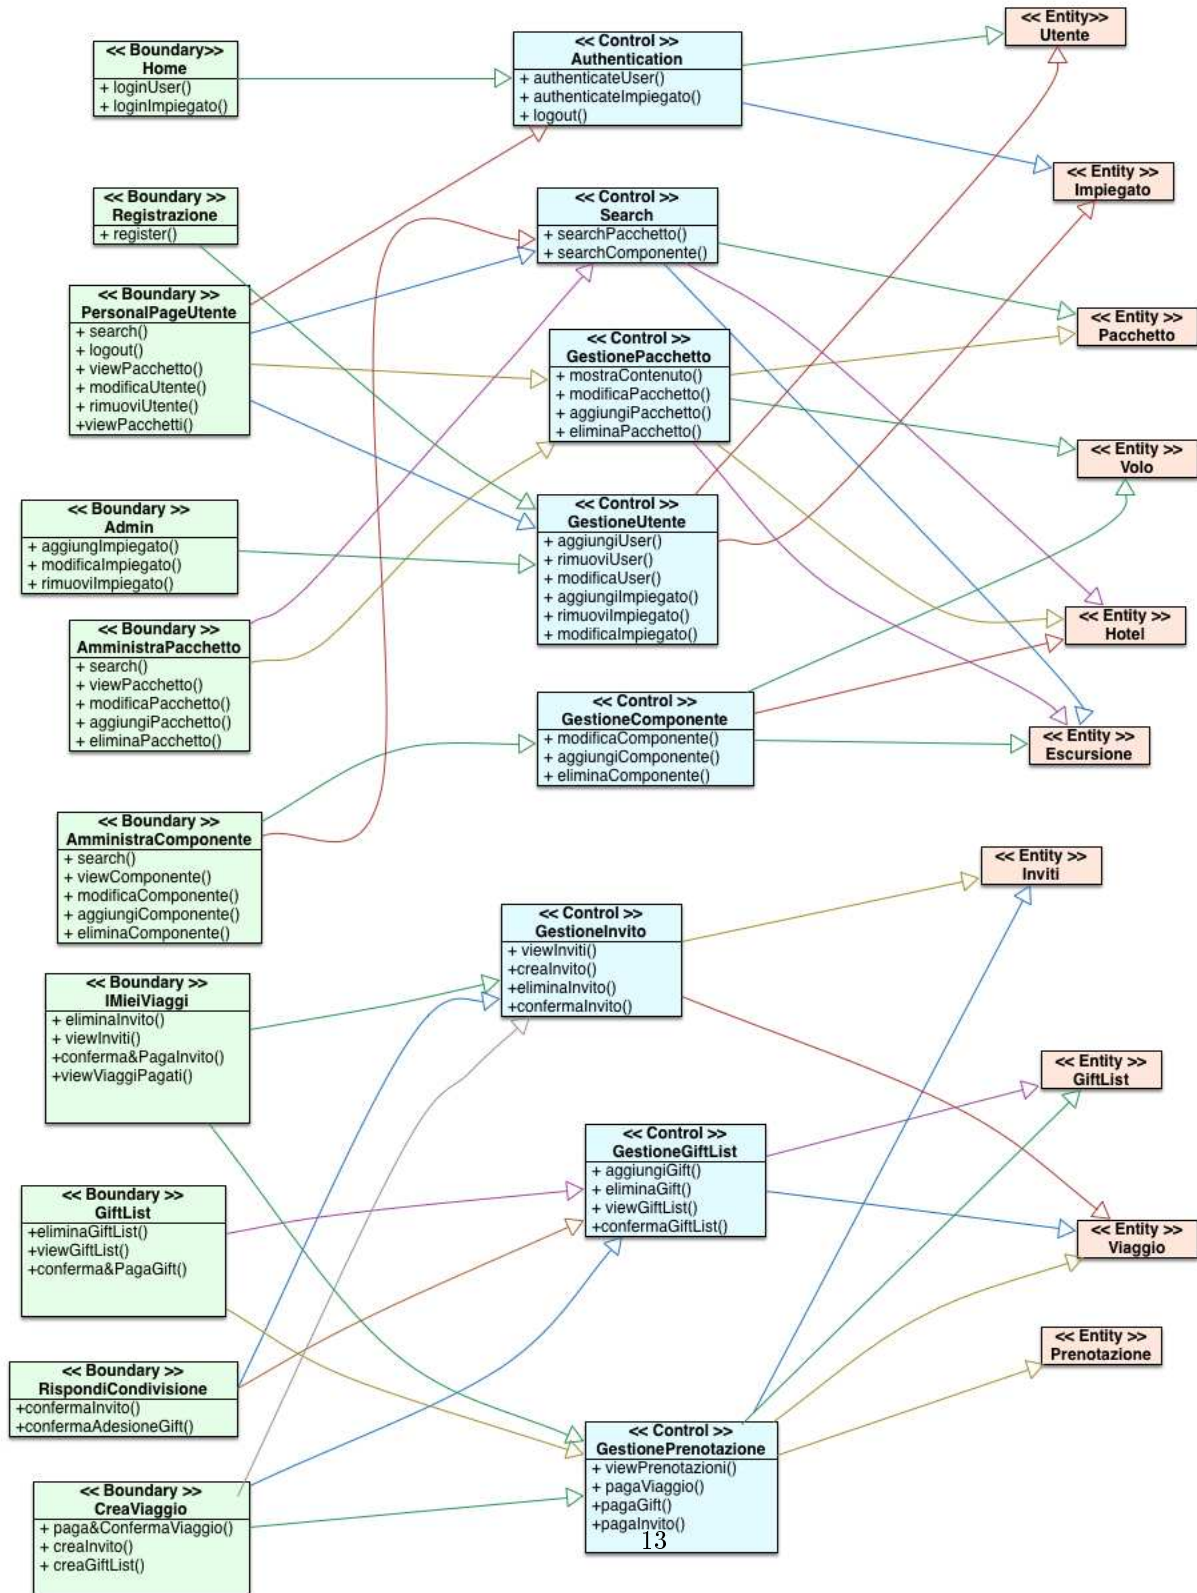 << Boundary>>
Home
+ loginUser()
+ loginImpiegato()
<< Boundary >>
Registrazione
+ register()
<< Boundary >>
PersonalPageUtente
+ search()
+ logout()
+ viewPacchetto()
+ modificaUtente()
+ rimuoviUtente()
+viewPacchetti()
<< Boundary >>
Admin
+ aggiungImpiegato()
+ modificaImpiegato()
+ rimuoviImpiegato()
<< Boundary >>
AmministraPacchetto
+ search()
+ viewPacchetto()
+ modificaPacchetto()
+ aggiungiPacchetto()
+ eliminaPacchetto()
<< Boundary >>
AmministraComponente
+ search()
+ viewComponente()
+ modificaComponente()
+ aggiungiComponente()
+ eliminaComponente()
<< Boundary >>
IMieiViaggi
+ eliminaInvito()
+ viewInviti()
+conferma&PagaInvito()
+viewViaggiPagati()
<< Boundary >>
GiftList
+eliminaGiftList()
+viewGiftList()
+conferma&PagaGift()
<< Boundary >>
RispondiCondivisione
+confermaInvito()
+confermaAdesioneGift()
<< Boundary >>
CreaViaggio
+ paga&ConfermaViaggio()
+ creaInvito()
+ creaGiftList()
<< Control >>
Authentication
+ authenticateUser()
+ authenticateImpiegato()
+ logout()
<< Control >>
Search
+ searchPacchetto()
+ searchComponente()
<< Control >>
GestionePacchetto
+ mostraContenuto()
+ modificaPacchetto()
+ aggiungiPacchetto()
+ eliminaPacchetto()
<< Control >>
GestioneUtente
+ aggiungiUser()
+ rimuoviUser()
+ modificaUser()
+ aggiungiImpiegato()
+ rimuoviImpiegato()
+ modificaImpiegato()
<< Control >>
GestioneComponente
+ modificaComponente()
+ aggiungiComponente()
+ eliminaComponente()
<< Control >>
GestioneInvito
+ viewInviti()
+creaInvito()
+eliminaInvito()
+confermaInvito()
<< Control >>
GestioneGiftList
+ aggiungiGift()
+ eliminaGift()
+ viewGiftList()
+confermaGiftList()
<< Control >>
GestionePrenotazione
+ viewPrenotazioni()
+ pagaViaggio()
+pagaGift()
+pagaInvito()
<< Entity>>
Utente
<< Entity >>
Impiegato
<< Entity >>
Pacchetto
<< Entity >>
Volo
<< Entity >>
Hotel
<< Entity >>
Escursione
<< Entity >>
Inviti
<< Entity >>
GiftList
<< Entity >>
Viaggio
<< Entity >>
Prenotazione
13